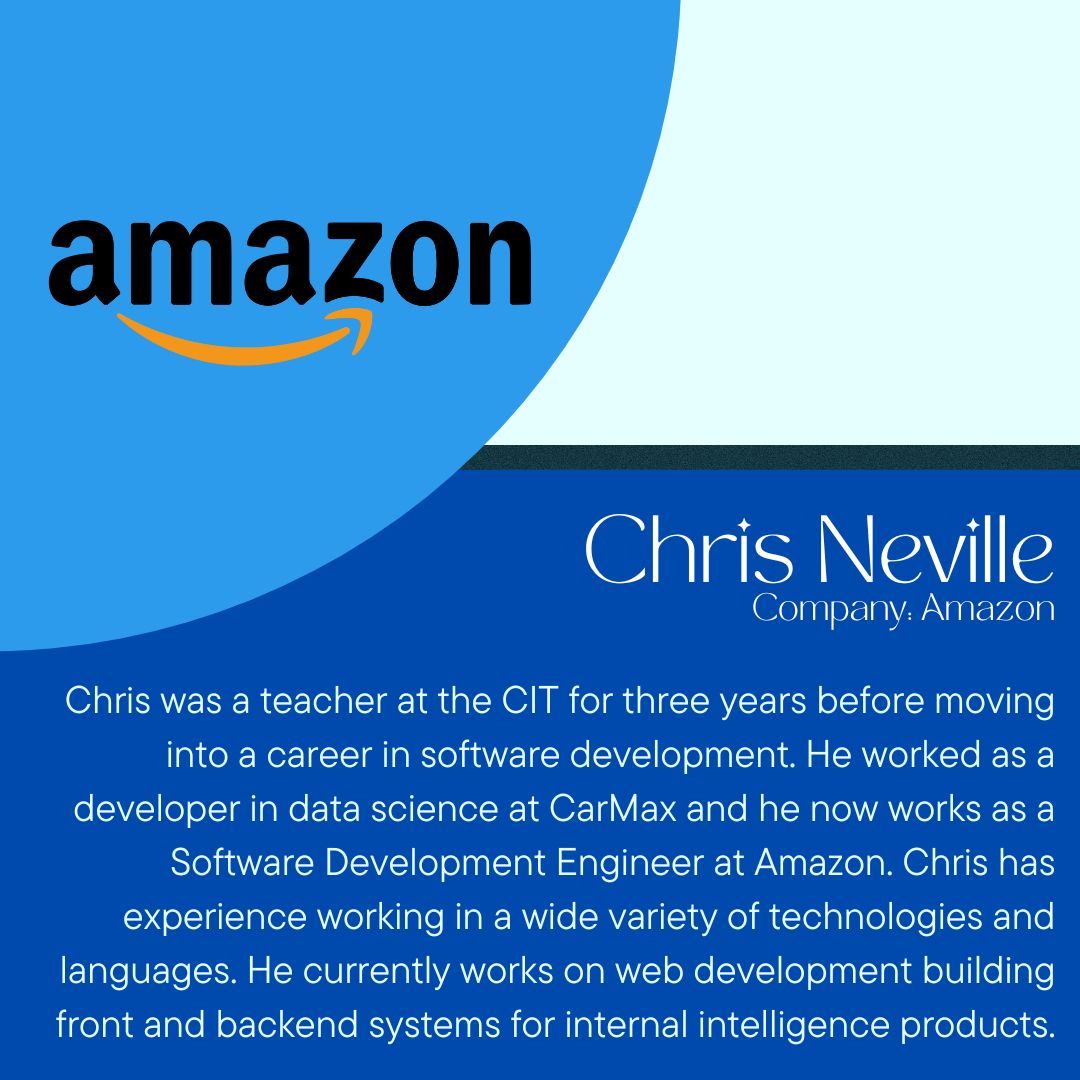 amazon
Chris Neville
Company: Amazon
Chris was a teacher at the CIT for three years before moving
into a career in software development. He worked as a
developer in data science at CarMax and he now works as a
Software Development Engineer at Amazon. Chris has
experience working in a wide variety of technologies and
languages. He currently works on web development building
front and backend systems for internal intelligence products.